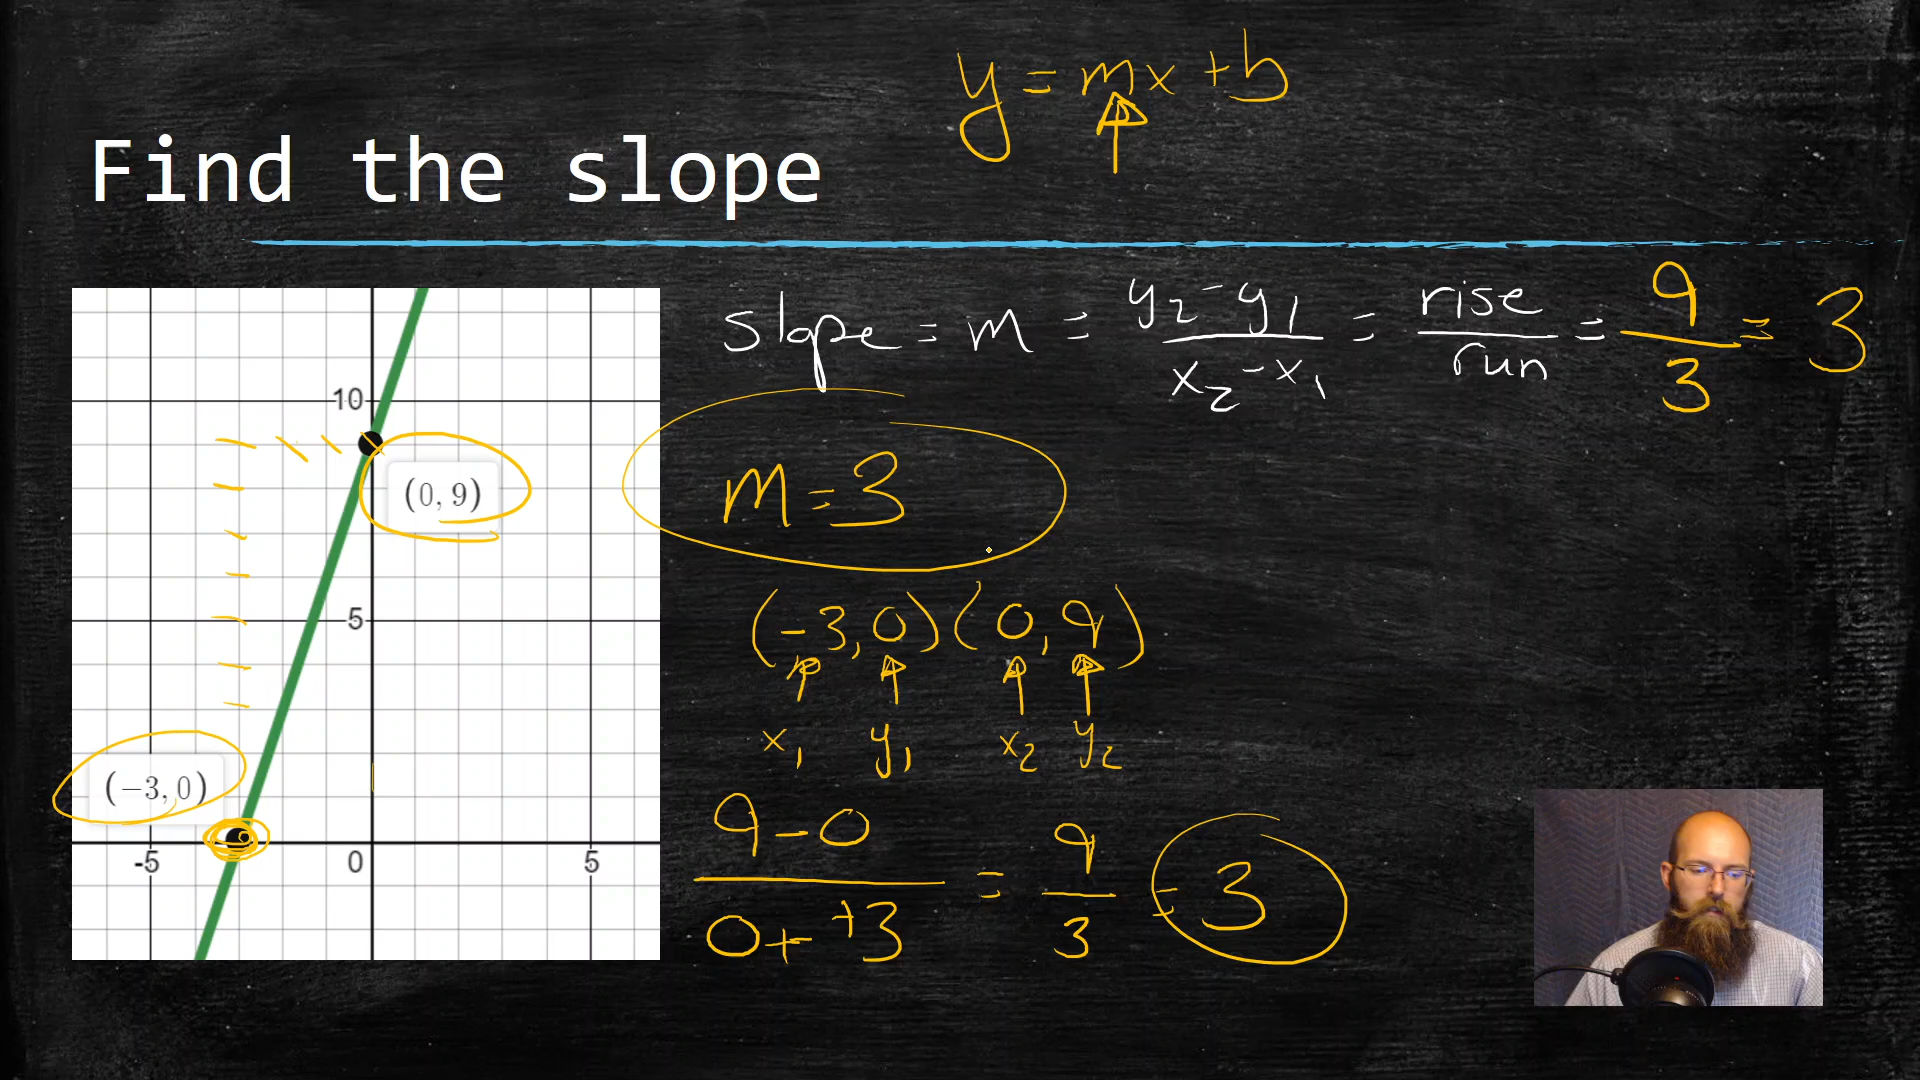 y = mx + b
Find the slope
slope = m = y₂ - y₁ / x₂ - x₁ = rise / run = 9 / 3 = 3
10
m = 3
(0, 9)
5
(-3, 0) (0, 9)
x₁ y₁ x₂ y₂
(−3, 0)
9 - 0 / 0 + +3 = 9 / 3 = 3
-5 0 5